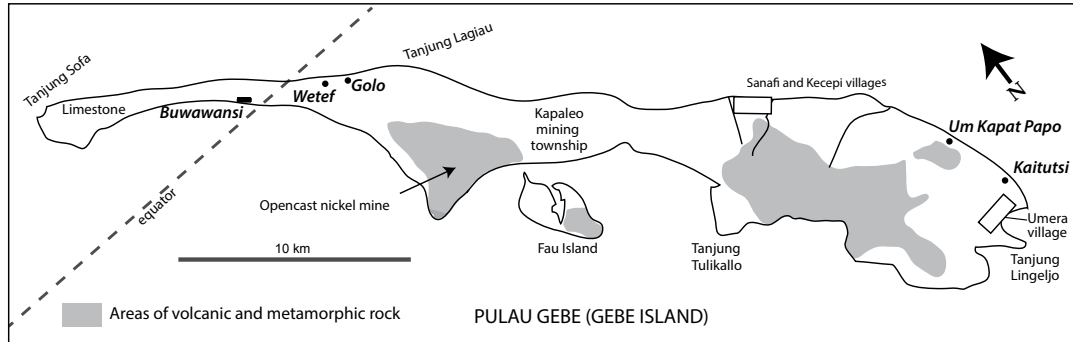 Tanjung Sofa
Limestone
Buwawansi
equator
Wetef
Golo
Tanjung Lagiau
Opencast nickel mine
Kapaleo
mining
township
Fau Island
Sanafi and Kecepi villages
Tanjung
Tulikallo
Um Kapat Papo
Kaitutsi
Umera
village
Tanjung
Lingeljo
N
10 km
Areas of volcanic and metamorphic rock
PULAU GEBE (GEBE ISLAND)